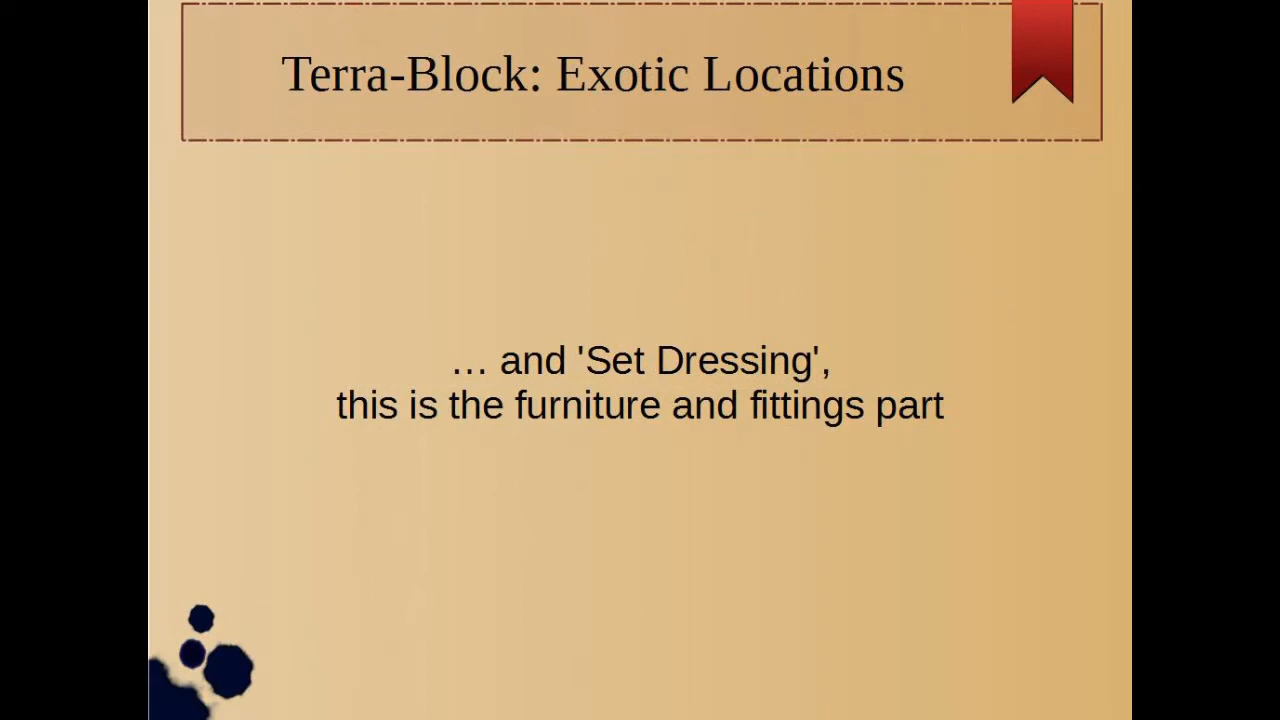 Terra-Block: Exotic Locations
… and 'Set Dressing',
this is the furniture and fittings part